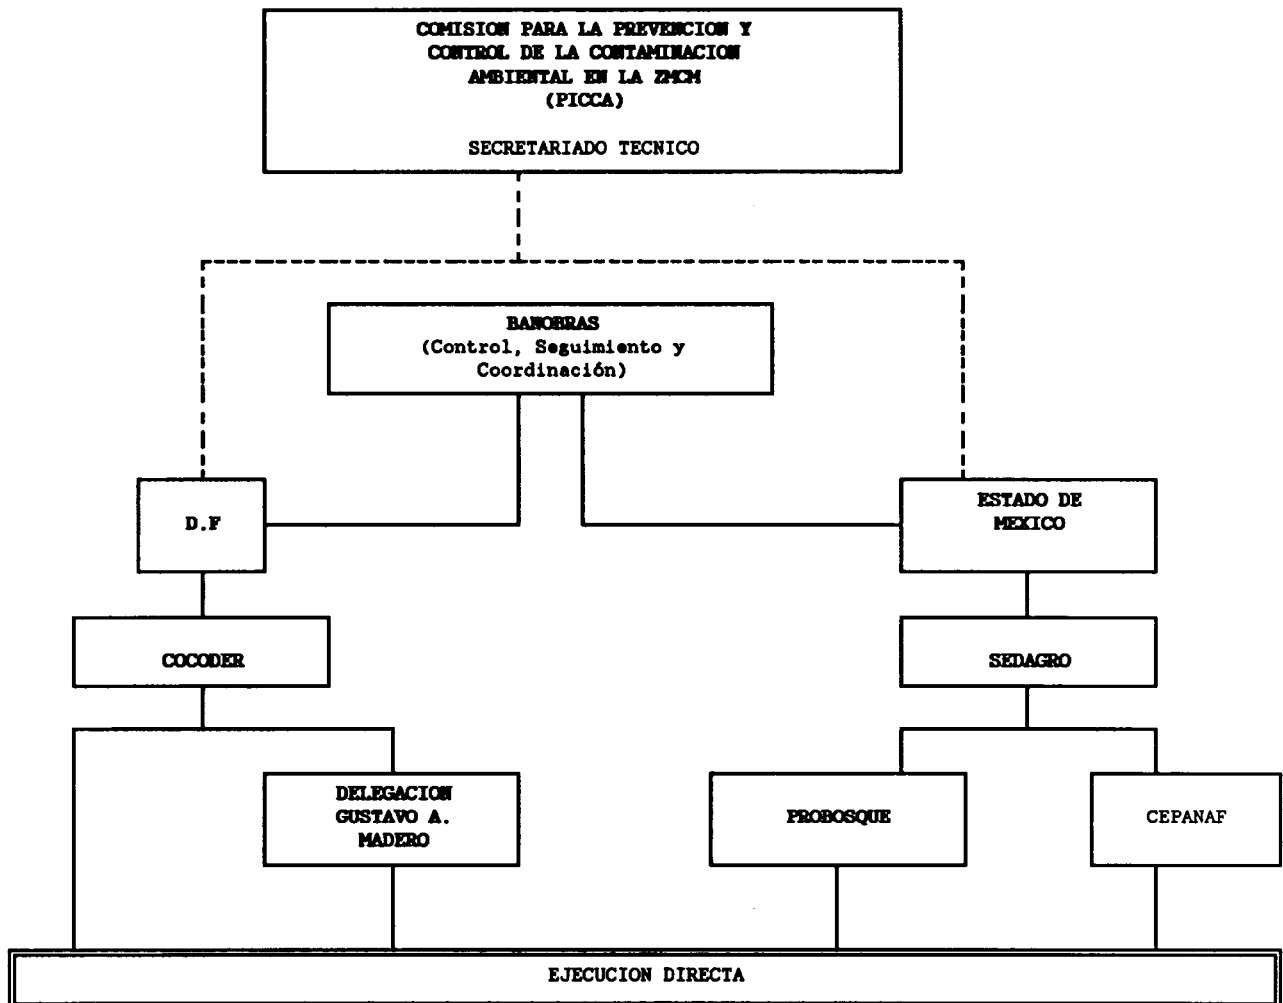 COMISION PARA LA PREVENCION Y
CONTROL DE LA CONTAMINACION
AMBIENTAL EN LA ZMCM
(PICCA)
SECRETARIADO TECNICO
BANOBRAS
(Control, Seguimiento y
Coordinación)
D.F
ESTADO DE
MEXICO
COCODER
SEDAGRO
DELEGACION
GUSTAVO A.
MADERO
PROBOSQUE
CEPANAF
EJECUCION DIRECTA